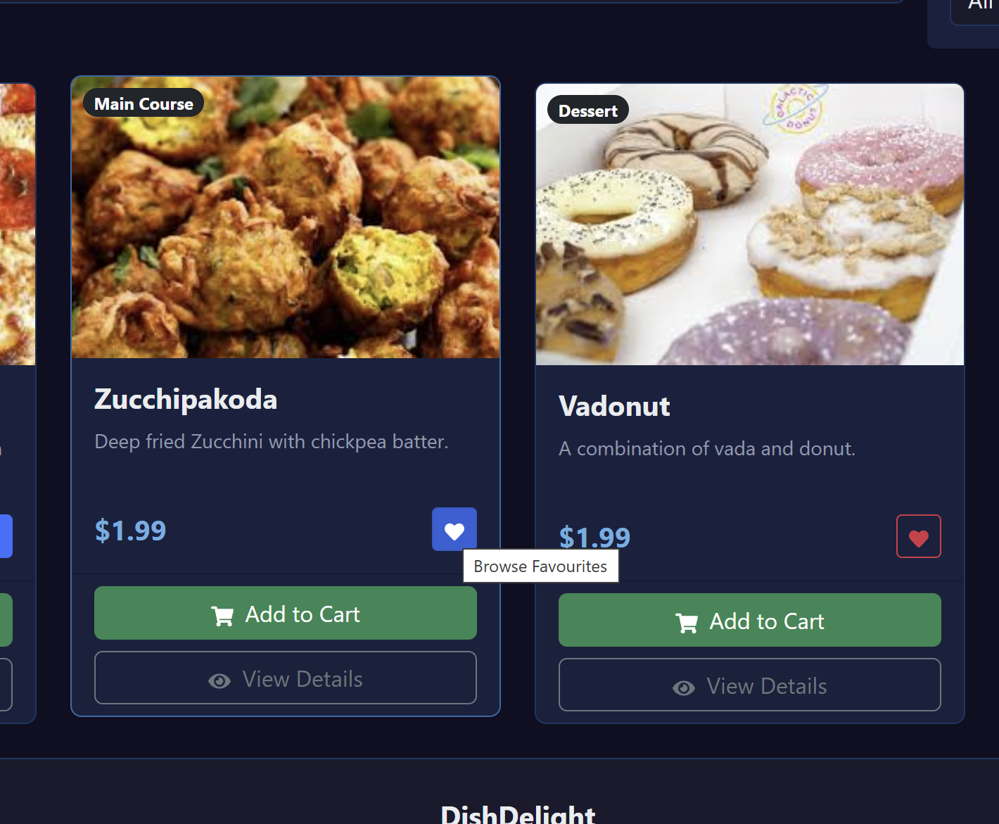 All
Main Course
Dessert
GALACTIC
DONUT
Zucchipakoda
Deep fried Zucchini with chickpea batter.
$1.99
Browse Favourites
Add to Cart
View Details
Vadonut
A combination of vada and donut.
$1.99
Add to Cart
View Details
DishDelight